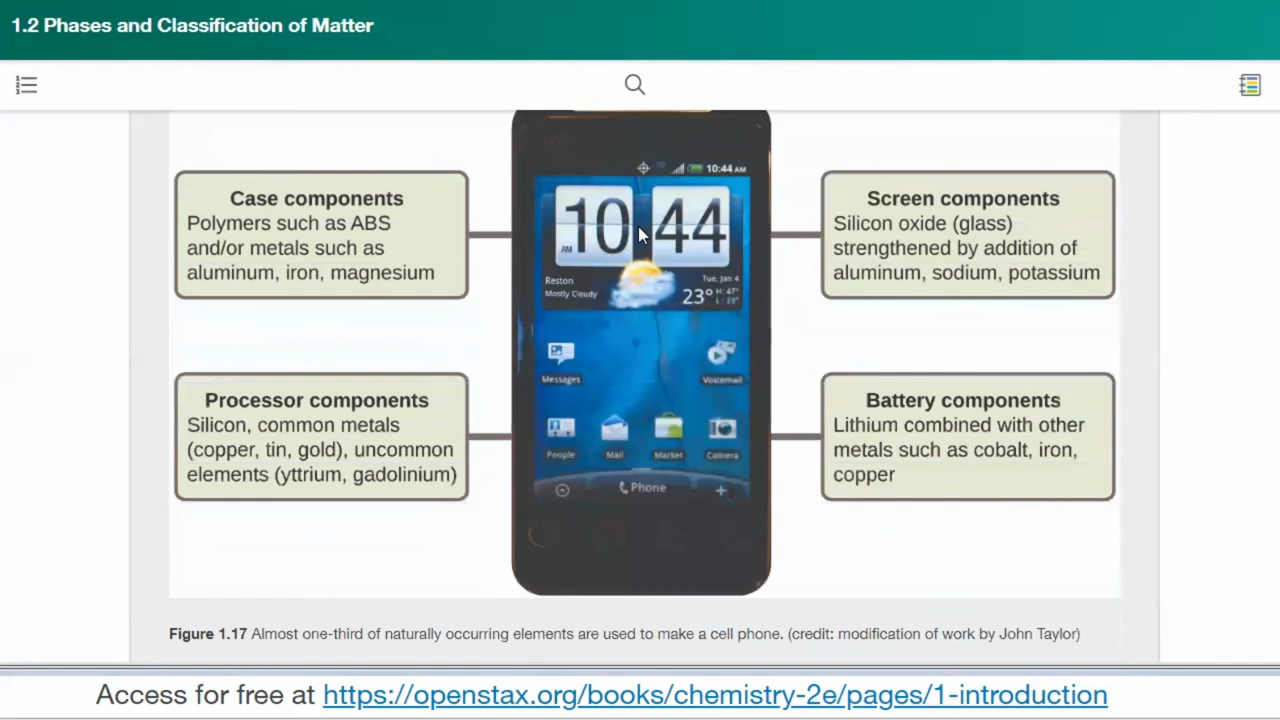 1.2 Phases and Classification of Matter
10:44 AM
Case components
Polymers such as ABS
and/or metals such as
aluminum, iron, magnesium
Screen components
Silicon oxide (glass)
strengthened by addition of
aluminum, sodium, potassium
10 44
AM
Reston
Mostly Cloudy
Tue, Jan 4
23° H: 47°
Messages
Voicemail
Processor components
Silicon, common metals
(copper, tin, gold), uncommon
elements (yttrium, gadolinium)
Battery components
Lithium combined with other
metals such as cobalt, iron,
copper
People Mail Market Camera
Phone
Figure 1.17 Almost one-third of naturally occurring elements are used to make a cell phone. (credit: modification of work by John Taylor)
Access for free at https://openstax.org/books/chemistry-2e/pages/1-introduction